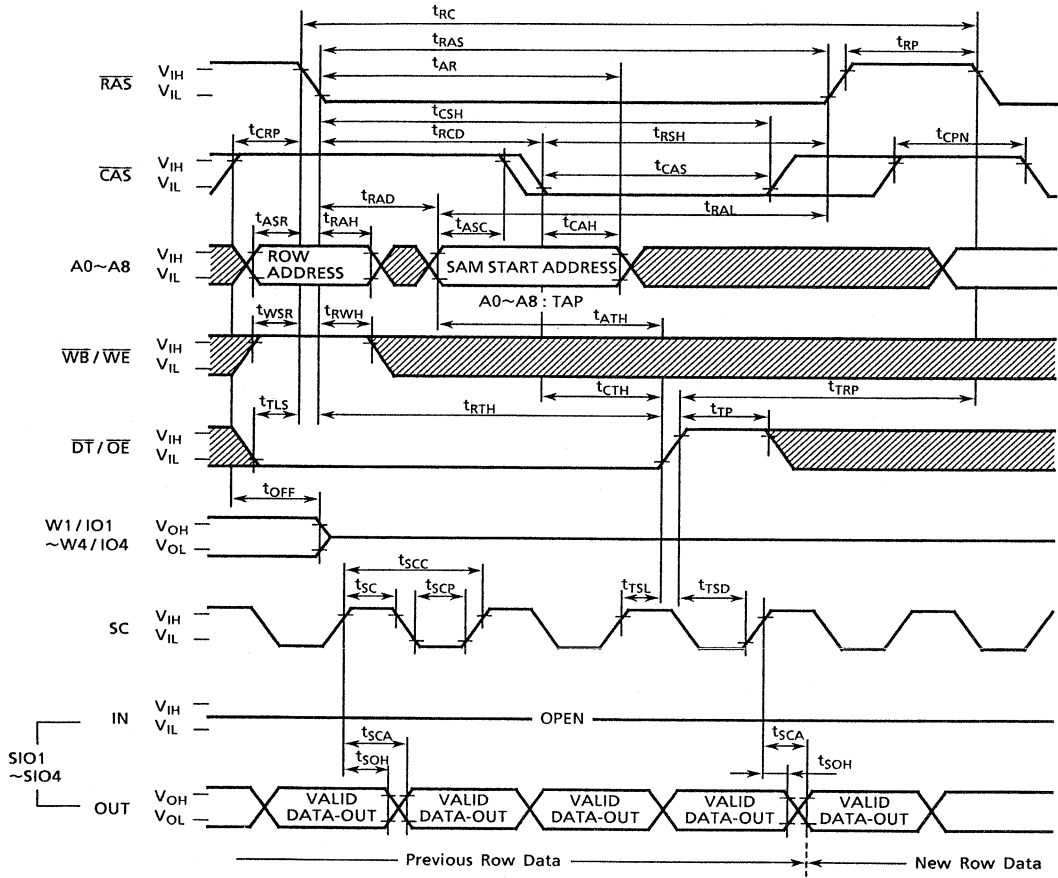 tRC
tRAS
tRP
tAR
RAS
VIH
VIL
tCSH
tCRP
tRCD
tRSH
tCPN
CAS
VIH
VIL
tCAS
tRAD
tRAL
tASR
tRAH
tASC
tCAH
A0~A8
VIH
VIL
ROW
ADDRESS
SAM START ADDRESS
A0~A8 : TAP
tWSR
tRWH
tATH
WB / WE
VIH
VIL
tCTH
tTRP
tTLS
tRTH
tTP
DT / OE
VIH
VIL
tOFF
W1 / IO1
~W4 / IO4
VOH
VOL
tSCC
tSC
tSCP
tTSL
tTSD
SC
VIH
VIL
IN
VIH
VIL
OPEN
SIO1
~SIO4
tSCA
tSCA
tSOH
tSOH
OUT
VOH
VOL
VALID
DATA-OUT
VALID
DATA-OUT
VALID
DATA-OUT
VALID
DATA-OUT
VALID
DATA-OUT
Previous Row Data
New Row Data